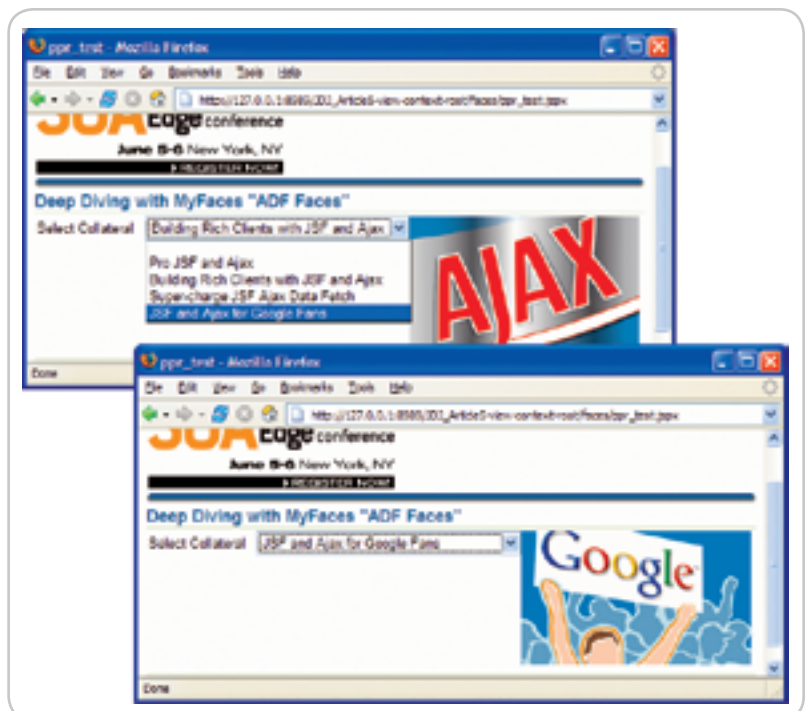 ppr_test - Mozilla Firefox
File Edit View Go Bookmarks Tools Help
SOA Edge conference
June 5-6 New York, NY
REGISTER NOW!
Deep Diving with MyFaces "ADF Faces"
Select Collateral Building Rich Clients with JSF and Ajax
Pro JSF and Ajax
Building Rich Clients with JSF and Ajax
Super-charge JSF Ajax Data Fetch
JSF and Ajax for Google Fans
AJAX
Done
ppr_test - Mozilla Firefox
File Edit View Go Bookmarks Tools Help
SOA Edge conference
June 5-6 New York, NY
REGISTER NOW!
Deep Diving with MyFaces "ADF Faces"
Select Collateral JSF and Ajax for Google Fans
Google
Done